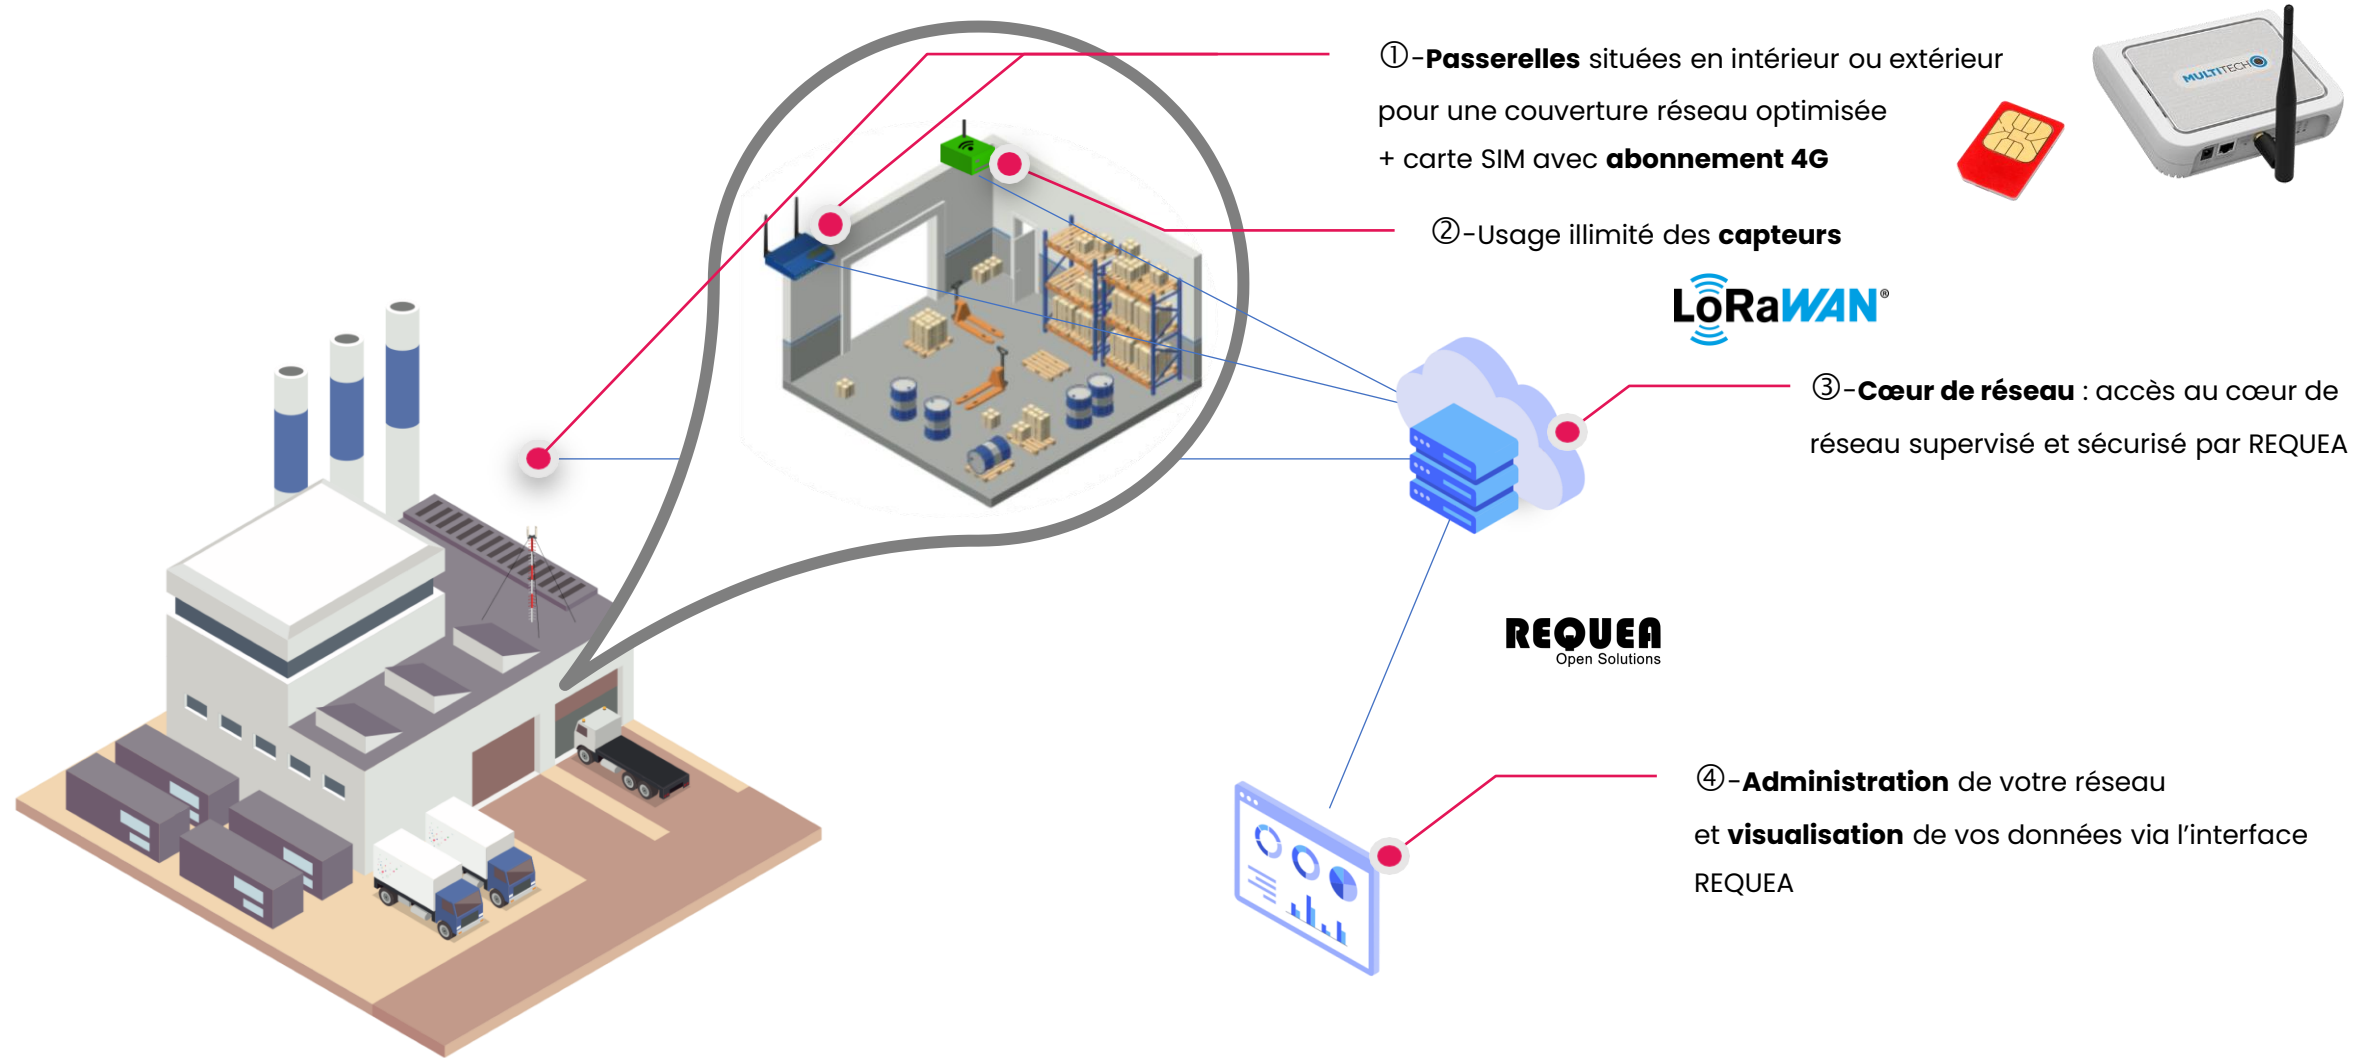 ①-Passerelles situées en intérieur ou extérieur
pour une couverture réseau optimisée
+ carte SIM avec abonnement 4G
MULTITECH
②-Usage illimité des capteurs
LoRaWAN®
③-Cœur de réseau : accès au cœur de
réseau supervisé et sécurisé par REQUEA
REQUEA
Open Solutions
④-Administration de votre réseau
et visualisation de vos données via l'interface
REQUEA